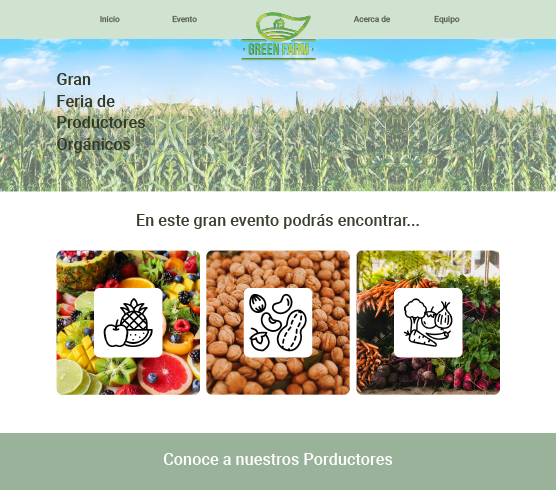 Inicio
Evento
GREEN FARM
Acerca de
Equipo
Gran
Feria de
Productores
Orgánicos
En este gran evento podrás encontrar...
Conoce a nuestros Porductores